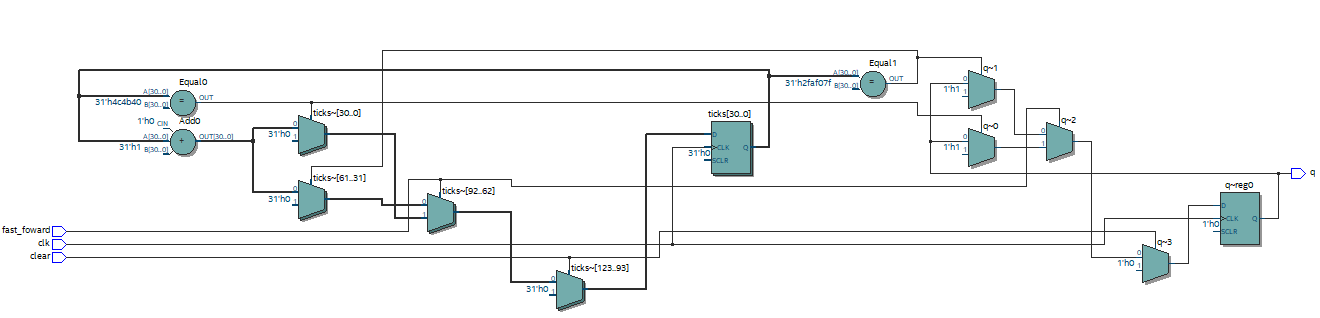 Equal0
A[30..0]
31'h4c4b40 B[30..0]
=
OUT
1'h0 CIN
Add0
A[30..0]
31'h1 B[30..0]
+
OUT[30..0]
ticks~[30..0]
0
31'h0 1
ticks~[61..31]
0
31'h0 1
ticks~[92..62]
0
1
fast_foward
clk
clear
ticks~[123..93]
0
31'h0 1
ticks[30..0]
D
CLK
31'h0 SCLR
Q
Equal1
A[30..0]
31'h2faf07f B[30..0]
=
OUT
q~1
0
1'h1 1
q~0
0
1'h1 1
q~2
0
1
q~3
0
1'h0 1
q~reg0
D
CLK
1'h0 SCLR
Q
q